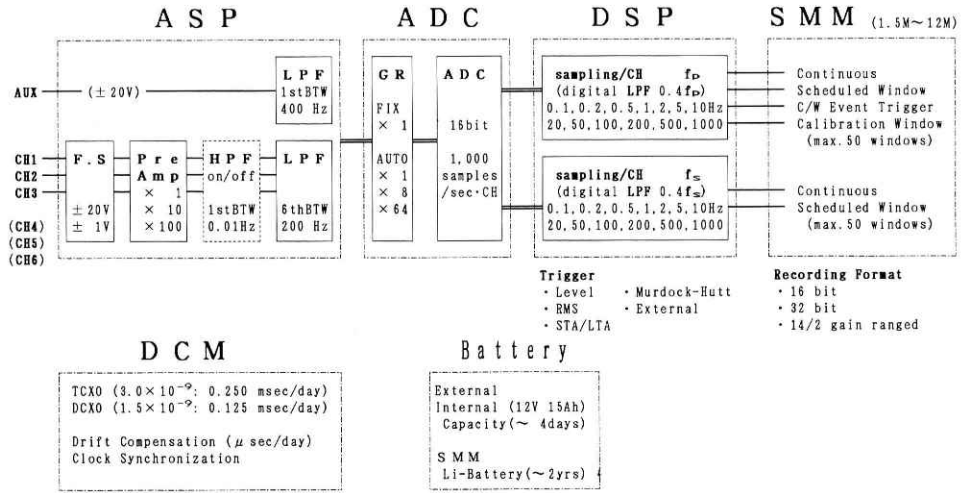 A S P
A D C
D S P
S M M (1.5M~12M)
AUX
(± 20V)
L P F
1stBTW
400 Hz
CH1
CH2
CH3
(CH4)
(CH5)
(CH6)
F.S
± 20V
± 1V
P r e
Amp
× 1
× 10
× 100
H P F
on/off
1stBTW
0.01Hz
L P F
6thBTW
200 Hz
G R
FIX
× 1
AUTO
× 1
× 8
× 64
A D C
16bit
1,000
samples
/sec·CH
sampling/CH fD
(digital LPF 0.4fD)
0.1,0.2,0.5,1,2,5,10Hz
20,50,100,200,500,1000
sampling/CH fS
(digital LPF 0.4fS)
0.1,0.2,0.5,1,2,5,10Hz
20,50,100,200,500,1000
Continuous
Scheduled Window
C/W Event Trigger
Calibration Window
(max.50 windows)
Continuous
Scheduled Window
(max.50 windows)
Trigger
· Level · Murdock-Hutt
· RMS · External
· STA/LTA
Recording Format
· 16 bit
· 32 bit
· 14/2 gain ranged
D C M
TCXO (3.0×10⁻⁹: 0.250 msec/day)
DCXO (1.5×10⁻⁹: 0.125 msec/day)
Drift Compensation (μ sec/day)
Clock Synchronization
Battery
External
Internal (12V 15Ah)
Capacity(~ 4days)
S M M
Li-Battery(~2yrs)